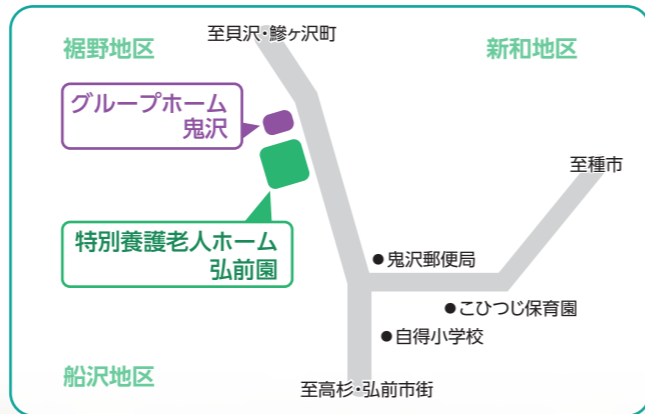 至貝沢・鰺ヶ沢町
裾野地区
新和地区
グループホーム
鬼沢
至種市
特別養護老人ホーム
弘前園
●鬼沢郵便局
●こひつじ保育園
●自得小学校
船沢地区
至高杉・弘前市街